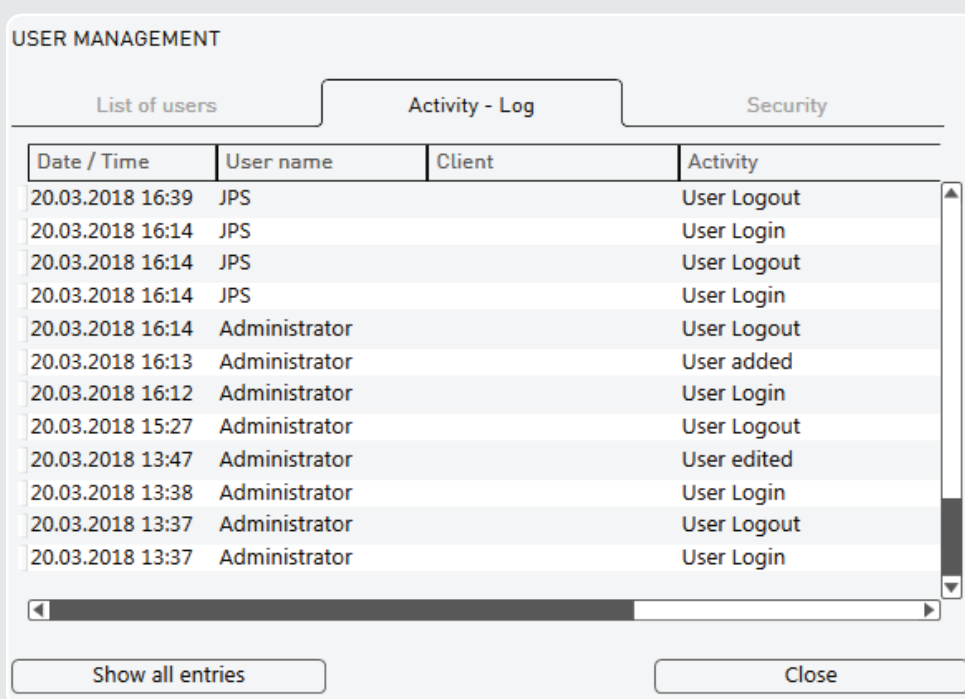 USER MANAGEMENT
List of users Activity - Log Security
Date / Time User name Client Activity
20.03.2018 16:39 JPS User Logout
20.03.2018 16:14 JPS User Login
20.03.2018 16:14 JPS User Logout
20.03.2018 16:14 JPS User Login
20.03.2018 16:14 Administrator User Logout
20.03.2018 16:13 Administrator User added
20.03.2018 16:12 Administrator User Login
20.03.2018 15:27 Administrator User Logout
20.03.2018 13:47 Administrator User edited
20.03.2018 13:38 Administrator User Login
20.03.2018 13:37 Administrator User Logout
20.03.2018 13:37 Administrator User Login
Show all entries Close